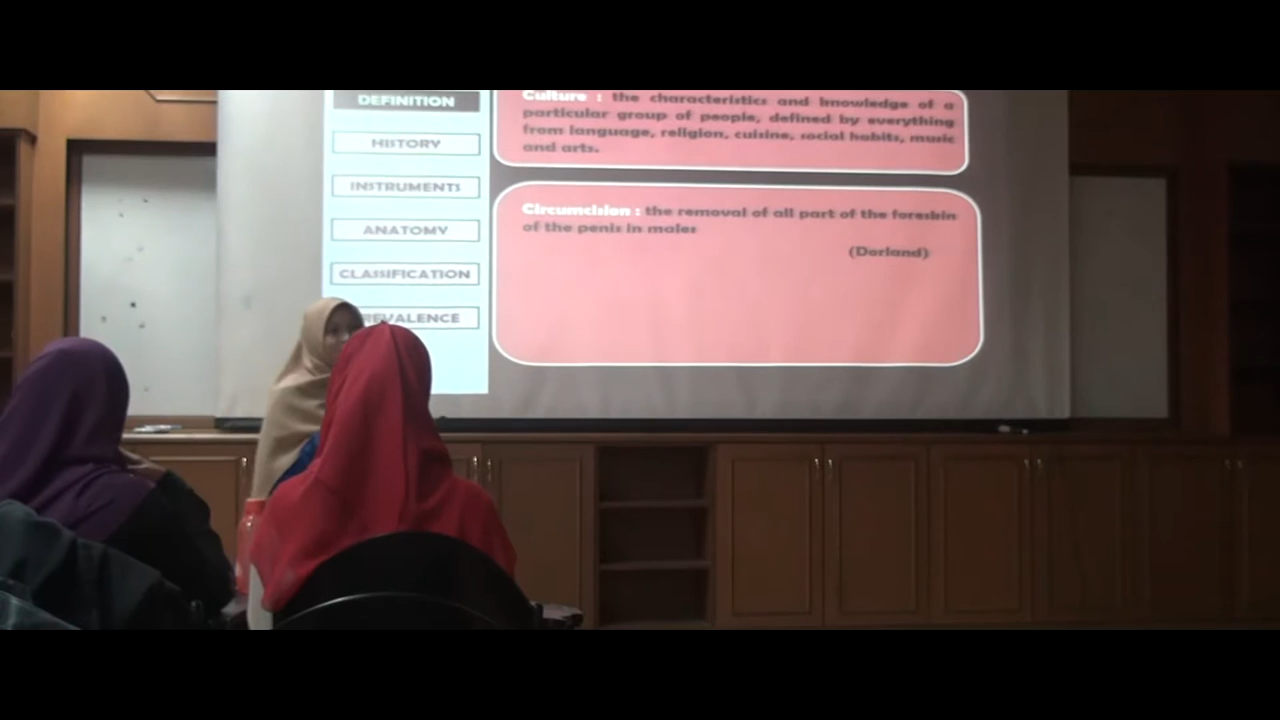 DEFINITION
HISTORY
INSTRUMENTS
ANATOMY
CLASSIFICATION
REVALENCE
Culture : the characteristics and knowledge of a
particular group of people, defined by everything
from language, religion, cuisine, social habits, music
and arts.
Circumcision : the removal of all part of the foreskin
of the penis in males
(Dorland)